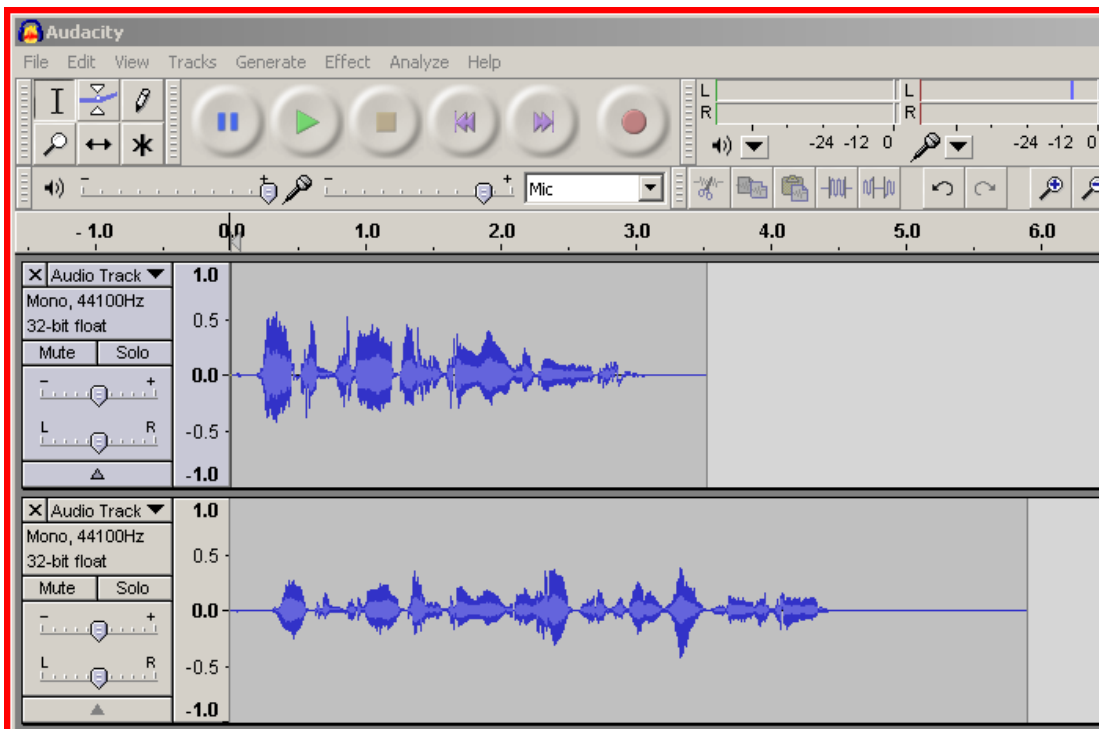 Audacity
File Edit View Tracks Generate Effect Analyze Help
L L
R R
-24 -12 0 -24 -12 0
- + - + Mic
- 1.0 0.0 1.0 2.0 3.0 4.0 5.0 6.0
X Audio Track 1.0
Mono, 44100Hz
32-bit float 0.5
Mute Solo
- + 0.0
L R -0.5
-1.0
X Audio Track 1.0
Mono, 44100Hz
32-bit float 0.5
Mute Solo
- + 0.0
L R -0.5
-1.0